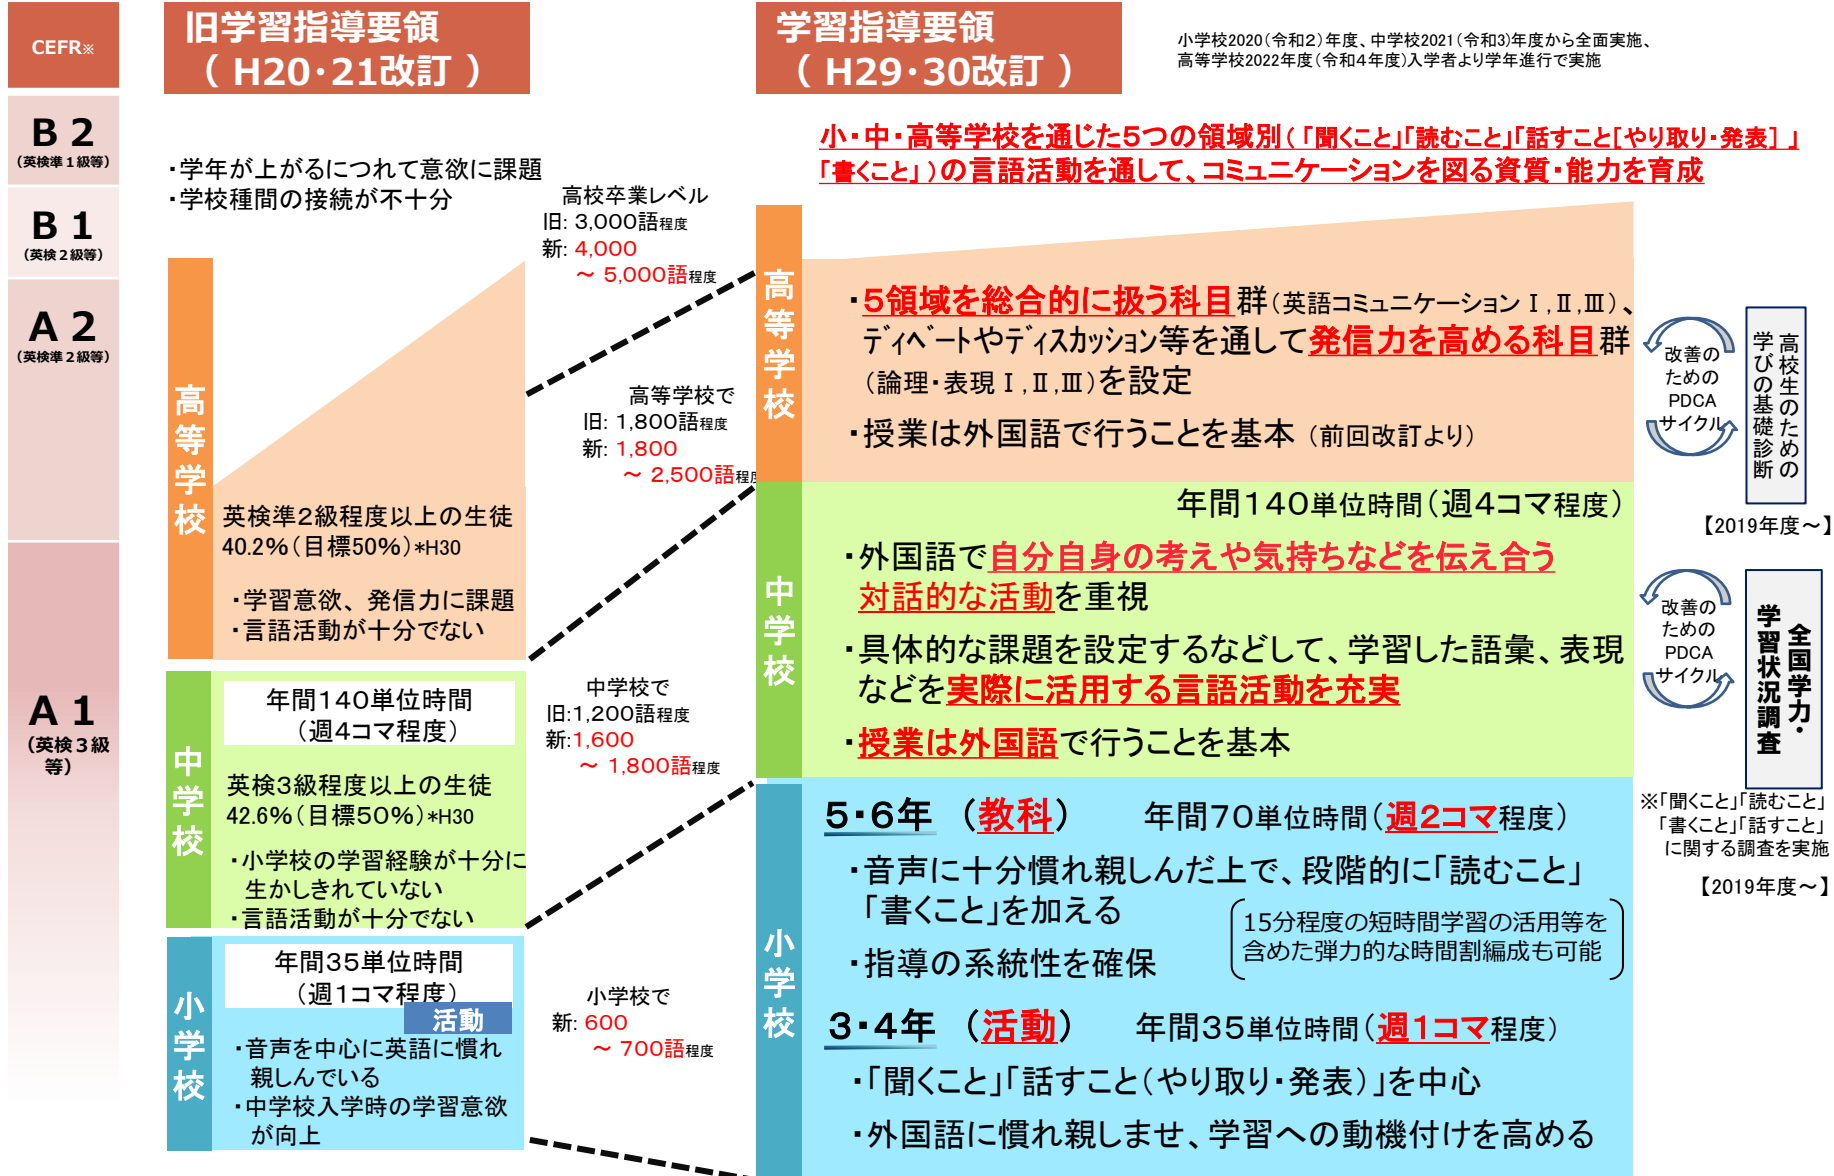 CEFR※
B 2
(英検準１級等)
B 1
(英検２級等)
A 2
(英検準２級等)
A 1
(英検３級
等)
旧学習指導要領
( H20・21改訂 )
・学年が上がるにつれて意欲に課題
・学校種間の接続が不十分
高等学校
英検準2級程度以上の生徒
40.2%(目標50%)*H30
・学習意欲、発信力に課題
・言語活動が十分でない
中学校
年間140単位時間
(週4コマ程度)
英検3級程度以上の生徒
42.6%(目標50%)*H30
・小学校の学習経験が十分に
生かしきれていない
・言語活動が十分でない
小学校
年間35単位時間
(週1コマ程度)
活動
・音声を中心に英語に慣れ
親しんでいる
・中学校入学時の学習意欲
が向上
高校卒業レベル
旧: 3,000語程度
新: 4,000
～ 5,000語程度
高等学校で
旧: 1,800語程度
新: 1,800
～ 2,500語程度
中学校で
旧:1,200語程度
新:1,600
～ 1,800語程度
小学校で
新: 600
～ 700語程度
学習指導要領
( H29・30改訂 )
小学校2020(令和2)年度、中学校2021(令和3)年度から全面実施、
高等学校2022年度(令和4年度)入学者より学年進行で実施
小・中・高等学校を通じた5つの領域別(「聞くこと」「読むこと」「話すこと[やり取り・発表]」
「書くこと」)の言語活動を通して、コミュニケーションを図る資質・能力を育成
高等学校
・5領域を総合的に扱う科目群(英語コミュニケーションⅠ,Ⅱ,Ⅲ)、
ディベートやディスカッション等を通して発信力を高める科目群
(論理・表現Ⅰ,Ⅱ,Ⅲ)を設定
・授業は外国語で行うことを基本 (前回改訂より)
中学校
年間140単位時間(週4コマ程度)
・外国語で自分自身の考えや気持ちなどを伝え合う
対話的な活動を重視
・具体的な課題を設定するなどして、学習した語彙、表現
などを実際に活用する言語活動を充実
・授業は外国語で行うことを基本
小学校
5・6年 (教科) 年間70単位時間(週2コマ程度)
・音声に十分慣れ親しんだ上で、段階的に「読むこと」
「書くこと」を加える
15分程度の短時間学習の活用等を
含めた弾力的な時間割編成も可能
・指導の系統性を確保
3・4年 (活動) 年間35単位時間(週1コマ程度)
・「聞くこと」「話すこと(やり取り・発表)」を中心
・外国語に慣れ親しませ、学習への動機付けを高める
改善の
ための
PDCA
サイクル
高校生のための
学びの基礎診断
【2019年度～】
改善の
ための
PDCA
サイクル
全国学力・
学習状況調査
※「聞くこと」「読むこと」
「書くこと」「話すこと」
に関する調査を実施
【2019年度～】